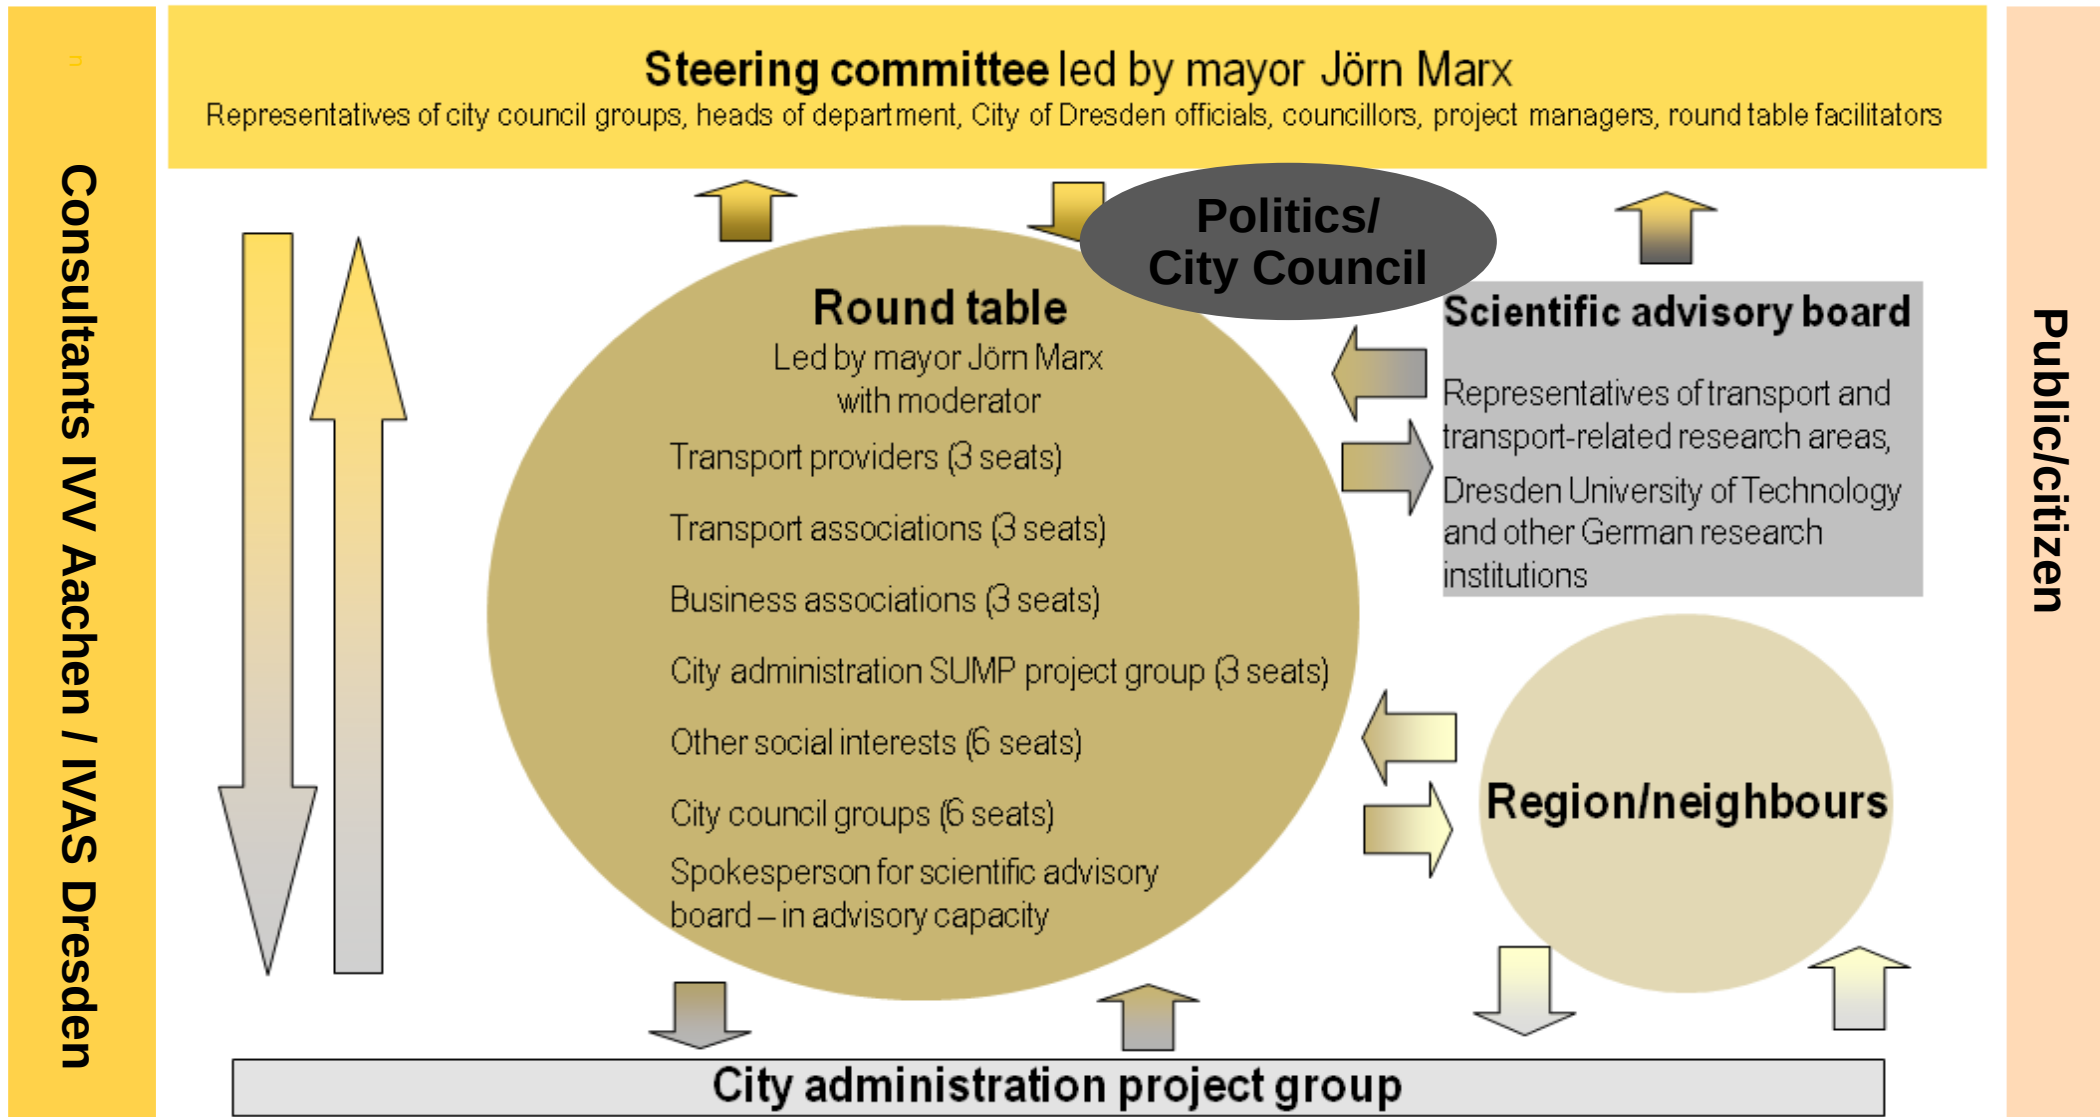 Steering committee led by mayor Jörn Marx
Representatives of city council groups, heads of department, City of Dresden officials, councillors, project managers, round table facilitators
n
Consultants IVV Aachen / IVAS Dresden
Politics/
City Council
Round table
Led by mayor Jörn Marx
with moderator
Transport providers (3 seats)
Transport associations (3 seats)
Business associations (3 seats)
City administration SUMP project group (3 seats)
Other social interests (6 seats)
City council groups (6 seats)
Spokesperson for scientific advisory
board – in advisory capacity
Scientific advisory board
Representatives of transport and
transport-related research areas,
Dresden University of Technology
and other German research
institutions
Region/neighbours
Public/citizen
City administration project group